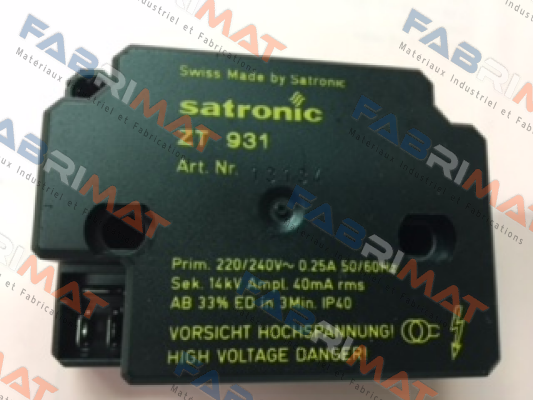 Swiss Made by Satronic
satronic
ZT 931
Art. Nr.
Prim. 220/240V~ 0.25A 50/60Hz
Sek. 14kV Ampl. 40mA rms
AB 33% ED in 3Min. IP40
VORSICHT HOCHSPANNUNG!
HIGH VOLTAGE DANGER!
FABRIMAT
Materiaux Industriel et Fabrications